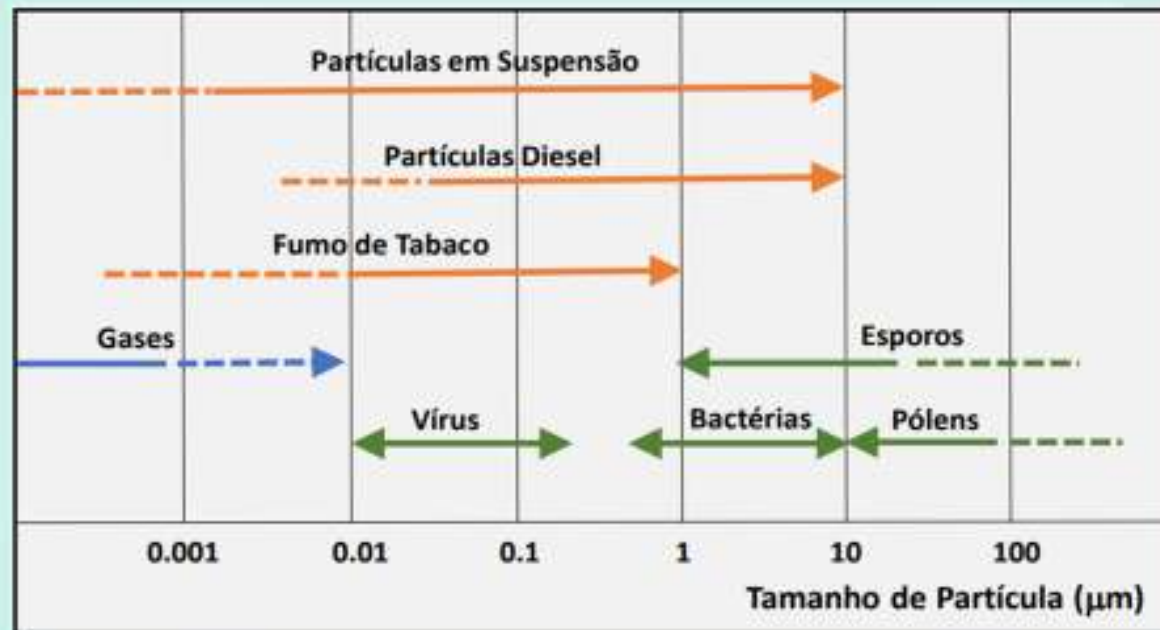 Partículas em Suspensão
Partículas Diesel
Fumo de Tabaco
Gases
Esporos
Vírus
Bactérias
Pólens
0.001 0.01 0.1 1 10 100
Tamanho de Partícula (μm)